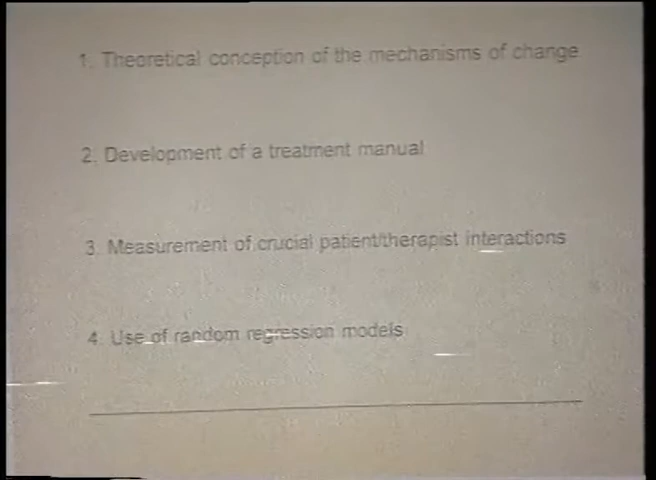 1. Theoretical conception of the mechanisms of change
2. Development of a treatment manual
3. Measurement of crucial patient/therapist interactions
4. Use of random regression models